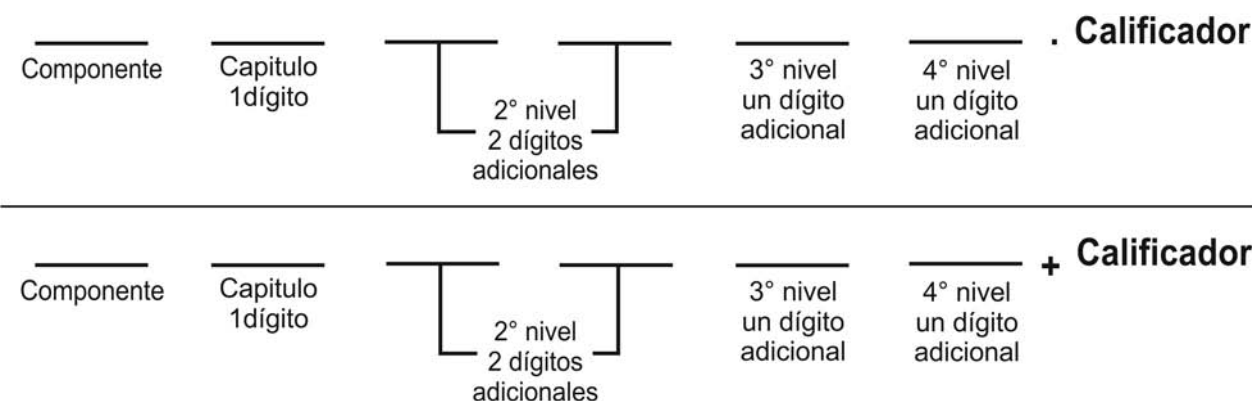 . Calificador
Componente
Capitulo
1dígito
2° nivel
2 dígitos
adicionales
3° nivel
un dígito
adicional
4° nivel
un dígito
adicional
+ Calificador
Componente
Capitulo
1dígito
2° nivel
2 dígitos
adicionales
3° nivel
un dígito
adicional
4° nivel
un dígito
adicional